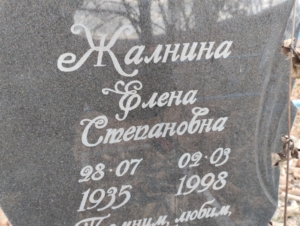 Жалнина
Елена
Степановна
28·07 02·03
1935 1998
Помним, любим,